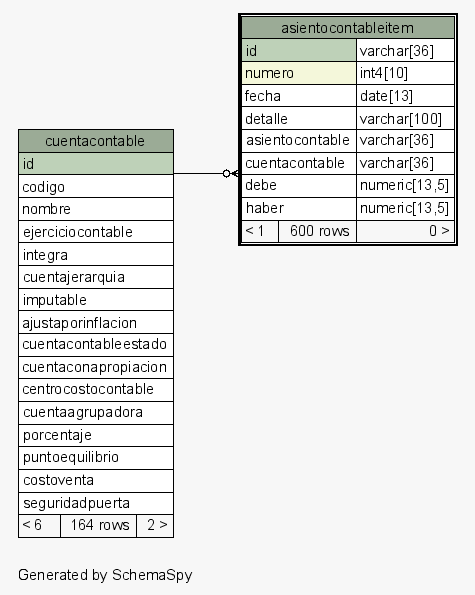 asientocontableitem
id varchar[36]
numero int4[10]
fecha date[13]
detalle varchar[100]
asientocontable varchar[36]
cuentacontable varchar[36]
debe numeric[13,5]
haber numeric[13,5]
< 1 600 rows 0 >
cuentacontable
id
codigo
nombre
ejerciciocontable
integra
cuentajerarquia
imputable
ajustaporinflacion
cuentacontableestado
cuentaconapropiacion
centrocostocontable
cuentaagrupadora
porcentaje
puntoequilibrio
costoventa
seguridadpuerta
< 6 164 rows 2 >
Generated by SchemaSpy